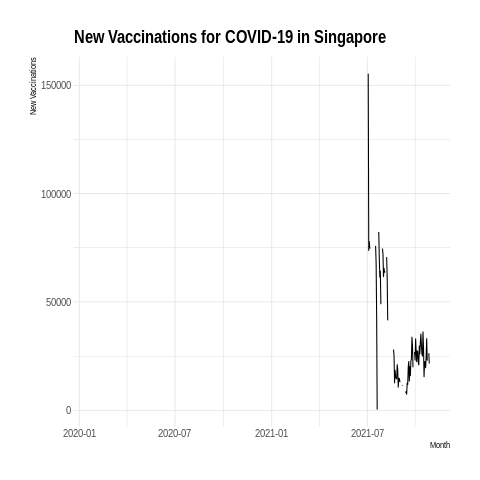 New Vaccinations for COVID-19 in Singapore
New Vaccinations
150000
100000
50000
0
2020-01 2020-07 2021-01 2021-07
Month